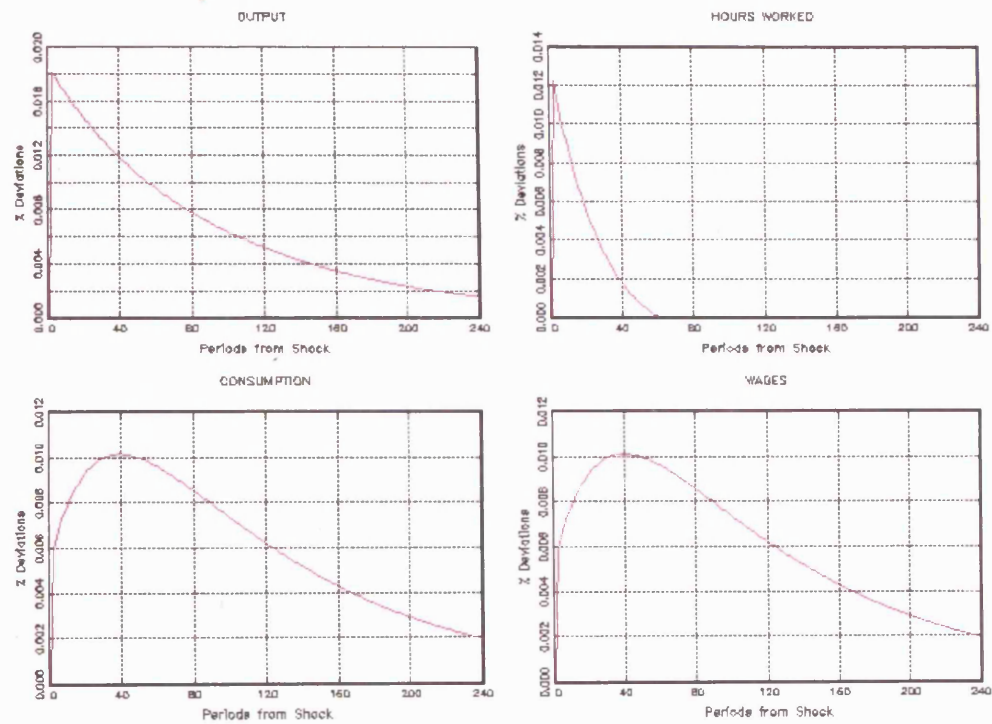 OUTPUT
% Deviations
0.020
0.016
0.012
0.008
0.004
0.000
0 40 80 120 160 200 240
Periods from Shock
HOURS WORKED
% Deviations
0.014
0.012
0.010
0.008
0.006
0.004
0.002
0.000
0 40 80 120 160 200 240
Periods from Shock
CONSUMPTION
% Deviations
0.012
0.010
0.008
0.006
0.004
0.002
0.000
0 40 80 120 160 200 240
Periods from Shock
WAGES
% Deviations
0.012
0.010
0.008
0.006
0.004
0.002
0.000
0 40 80 120 160 200 240
Periods from Shock